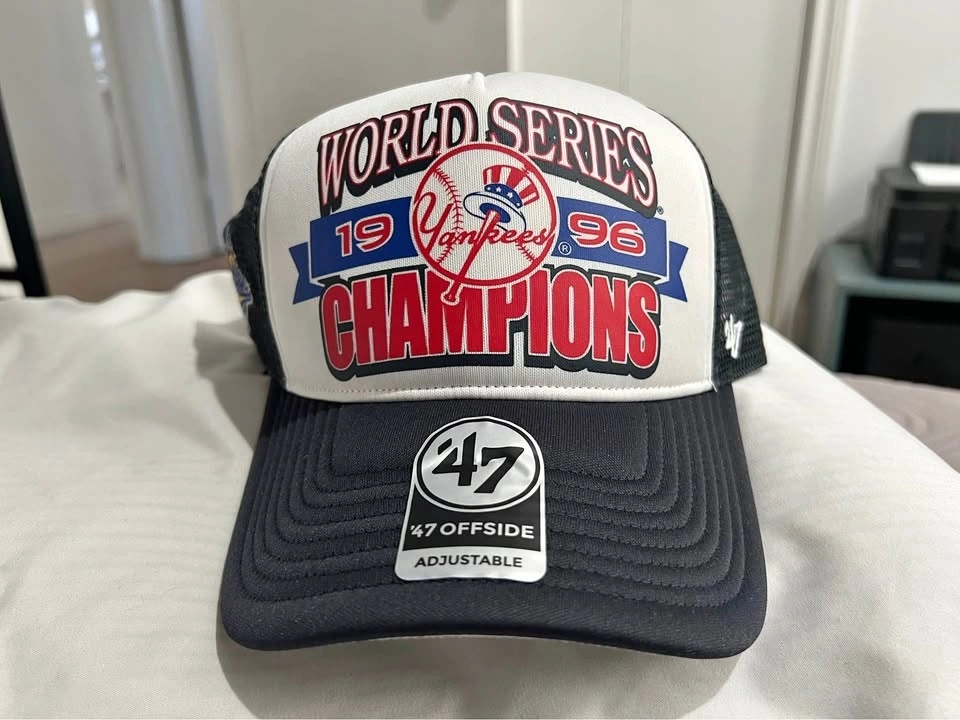 WORLD SERIES
®
19 Yankees ® 96
CHAMPIONS
'47
'47
'47 OFFSIDE
ADJUSTABLE